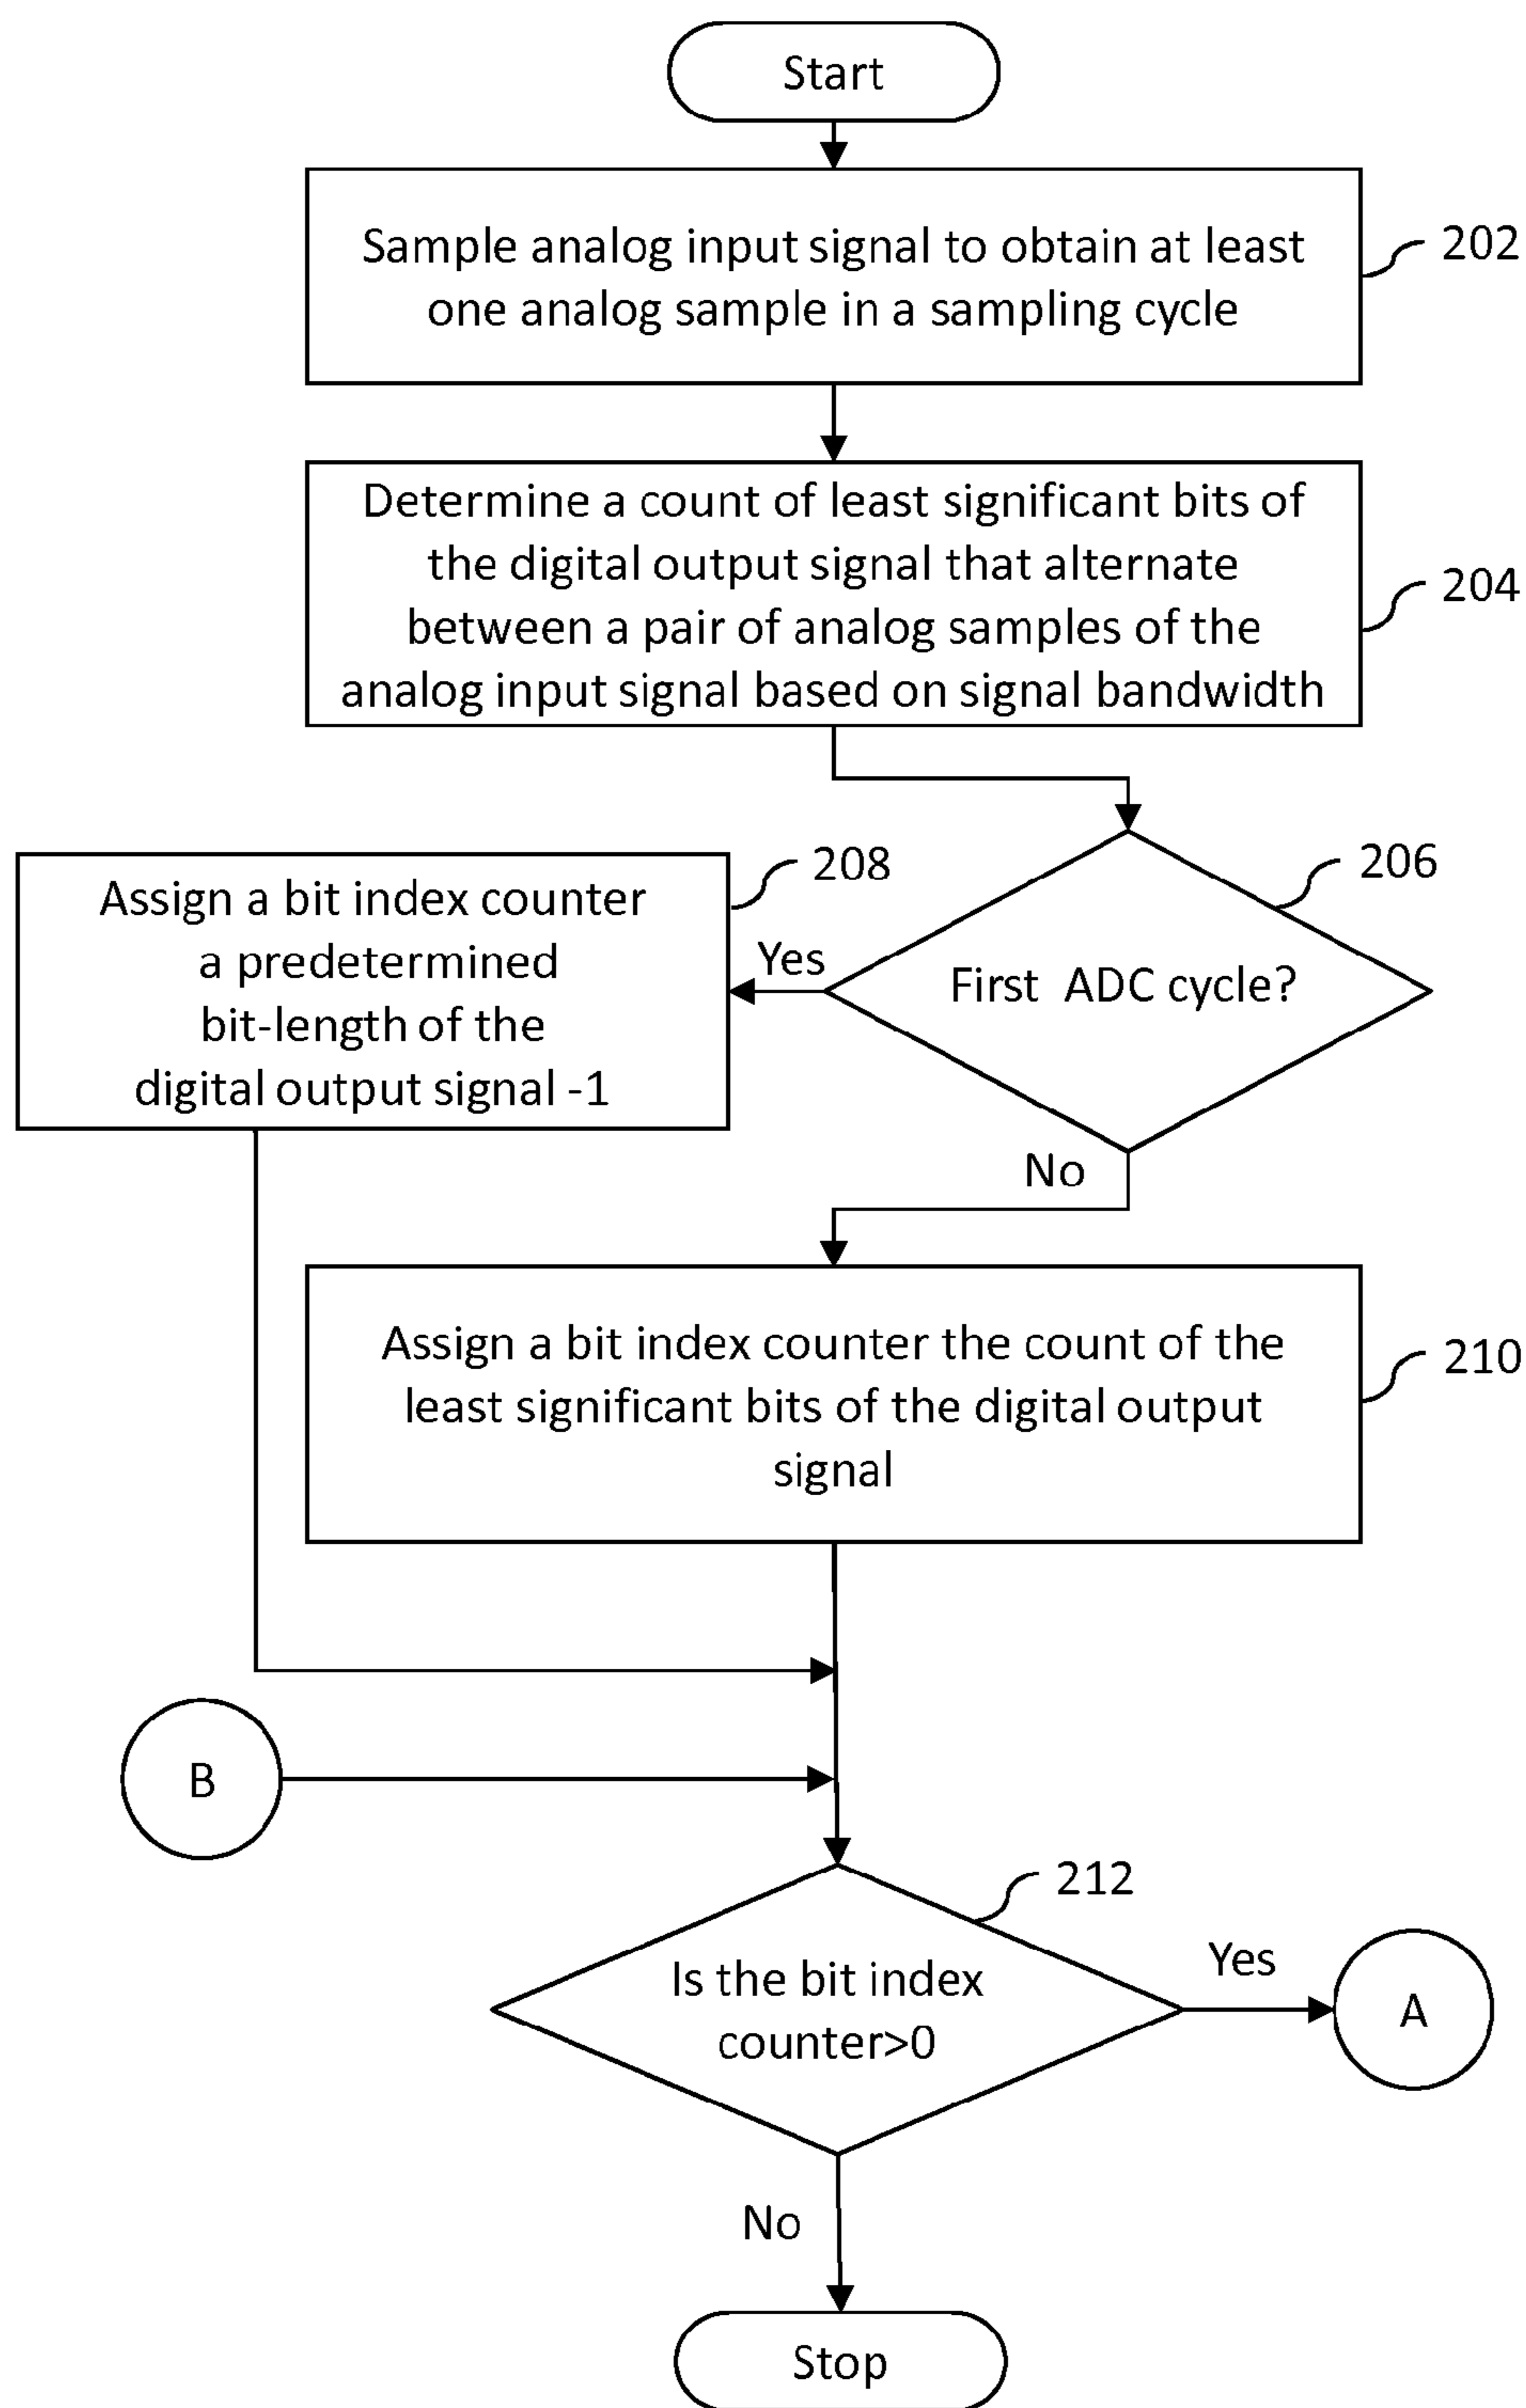 Start
Sample analog input signal to obtain at least
one analog sample in a sampling cycle
202
Determine a count of least significant bits of
the digital output signal that alternate
between a pair of analog samples of the
analog input signal based on signal bandwidth
204
208
206
Assign a bit index counter
a predetermined
bit-length of the
digital output signal -1
Yes
First ADC cycle?
No
Assign a bit index counter the count of the
least significant bits of the digital output
signal
210
B
212
Is the bit index
counter>0
Yes
A
No
Stop